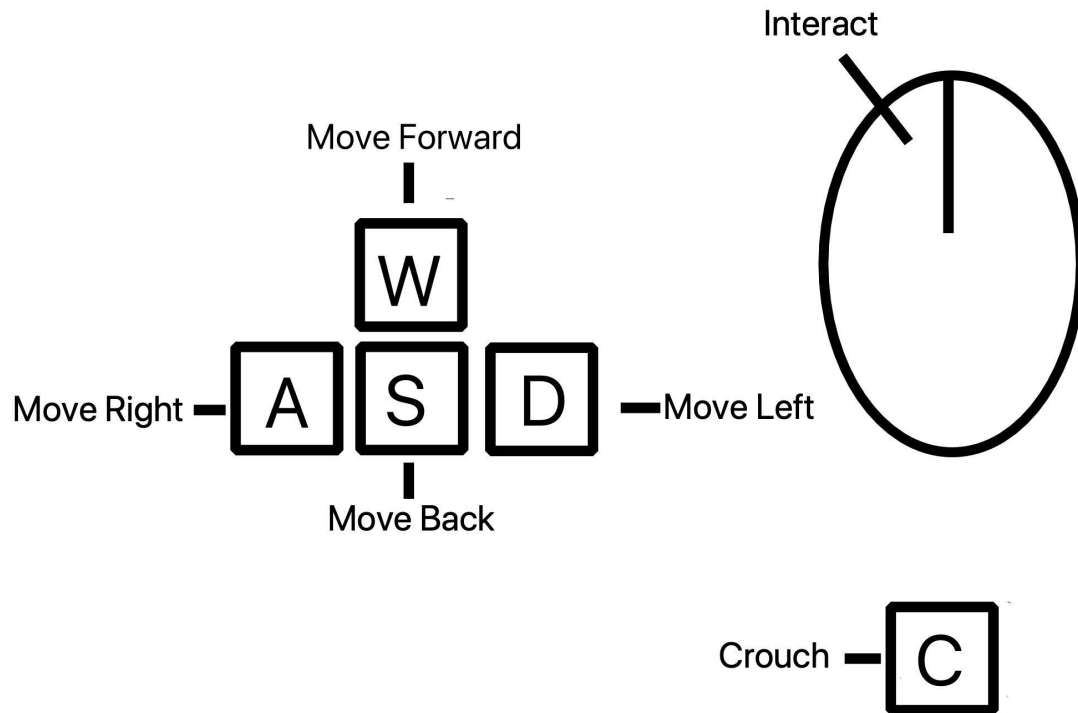 Interact
Move Forward
W
Move Right
A
S
D
Move Left
Move Back
Crouch
C